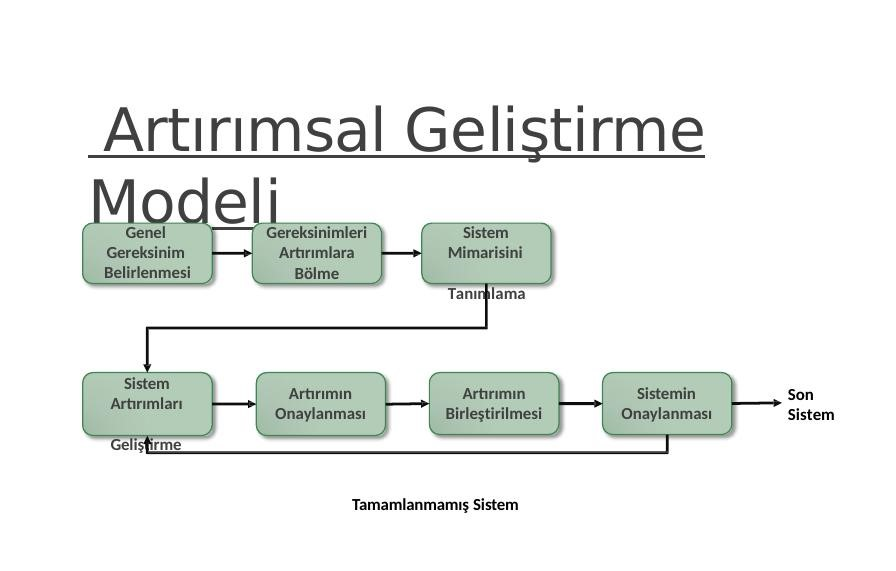 Artırımsal Geliştirme
Modeli
Genel
Gereksinim
Belirlenmesi
Gereksinimleri
Artırımlara
Bölme
Sistem
Mimarisini
Tanımlama
Sistem
Artırımları
Geliştirme
Artırımın
Onaylanması
Artırımın
Birleştirilmesi
Sistemin
Onaylanması
Son
Sistem
Tamamlanmamış Sistem